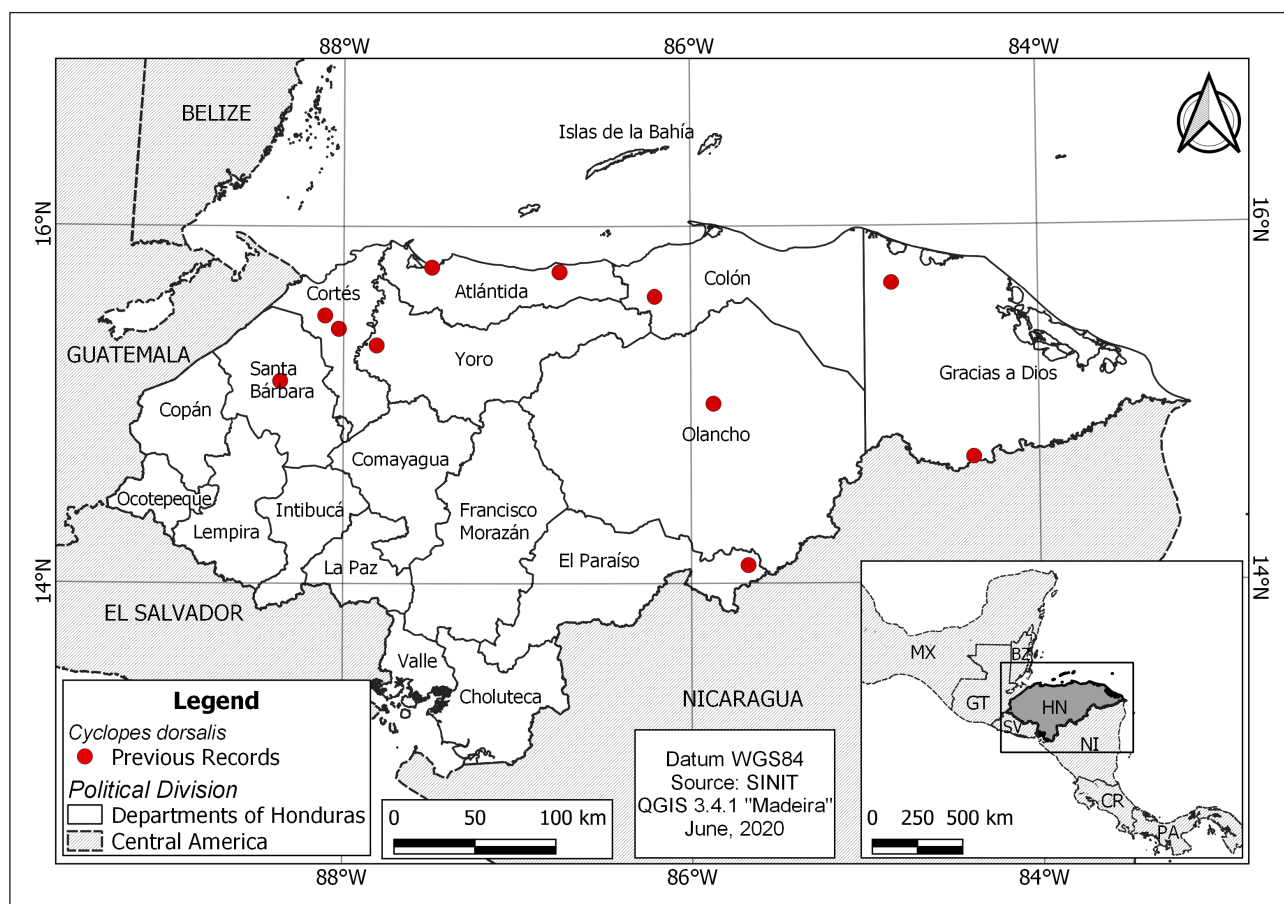 88°W
86°W
84°W
BELIZE
Islas de la Bahía
16°N
16°N
Cortés
Atlántida
Colón
GUATEMALA
Santa
Bárbara
Yoro
Gracias a Dios
Copán
Olancho
Comayagua
Ocotepeque
Intibucá
Francisco
Morazán
Lempira
El Paraíso
La Paz
14°N
14°N
EL SALVADOR
Valle
Choluteca
NICARAGUA
Legend
Cyclopes dorsalis
Previous Records
Political Division
Departments of Honduras
Central America
0 50 100 km
Datum WGS84
Source: SINIT
QGIS 3.4.1 "Madeira"
June, 2020
MX
BZ
GT
HN
SV
NI
CR
PA
0 250 500 km
88°W
86°W
84°W